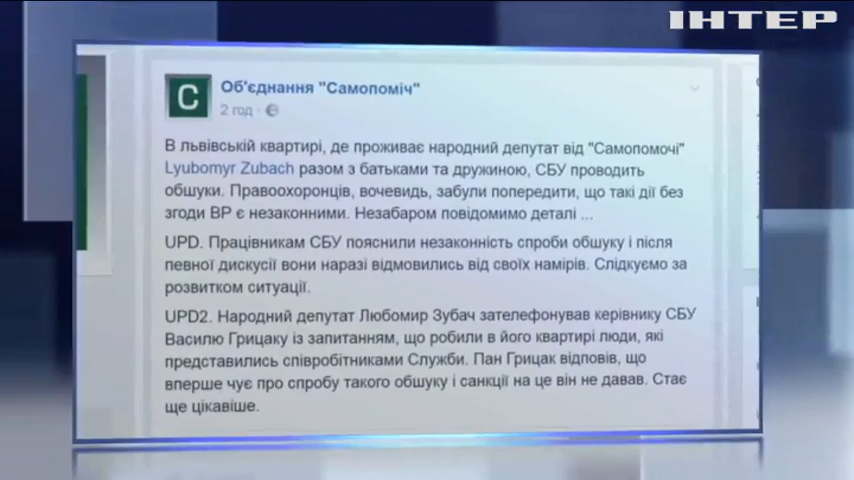 ІНТЕР
С
Об'єднання "Самопоміч"
2 год ·
В львівській квартирі, де проживає народний депутат від "Самопомочі"
Lyubomyr Zubach разом з батьками та дружиною, СБУ проводить
обшуки. Правоохоронців, вочевидь, забули попередити, що такі дії без
згоди ВР є незаконними. Незабаром повідомимо деталі ...
UPD. Працівникам СБУ пояснили незаконність спроби обшуку і після
певної дискусії вони наразі відмовились від своїх намірів. Слідкуємо за
розвитком ситуації.
UPD2. Народний депутат Любомир Зубач зателефонував керівнику СБУ
Василю Грицаку із запитанням, що робили в його квартирі люди, які
представились співробітниками Служби. Пан Грицак відповів, що
вперше чує про спробу такого обшуку і санкції на це він не давав. Стає
ще цікавіше.